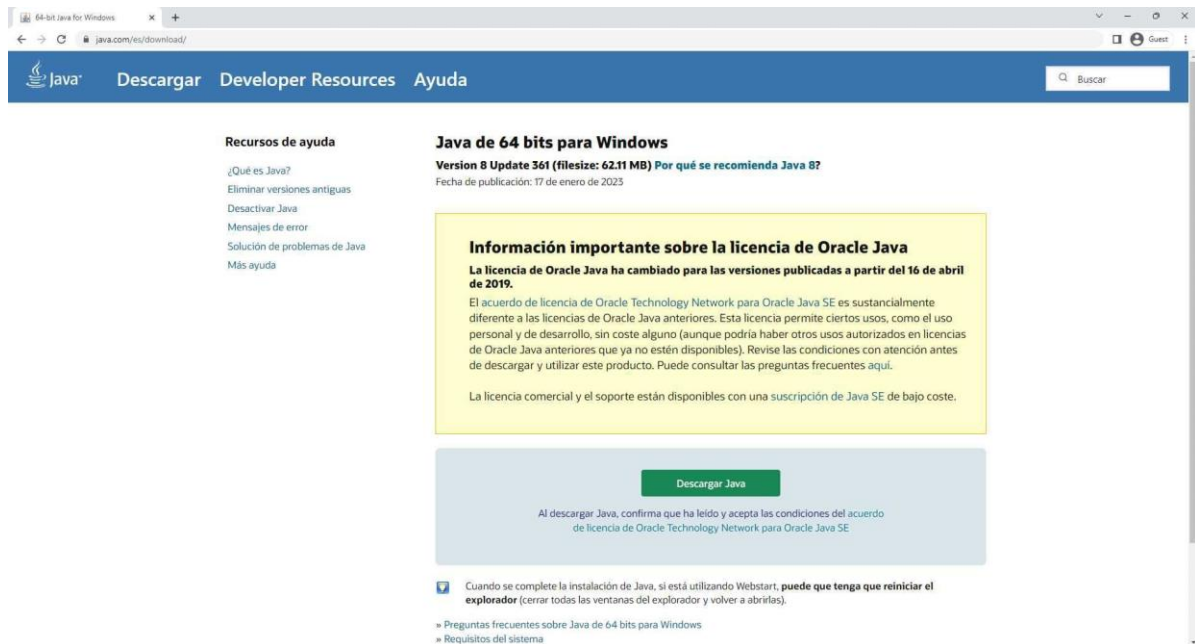 64-bit Java for Windows
java.com/es/download/
Guest
Java
Descargar Developer Resources Ayuda
Buscar
Recursos de ayuda
¿Qué es Java?
Eliminar versiones antiguas
Desactivar Java
Mensajes de error
Solución de problemas de Java
Más ayuda
Java de 64 bits para Windows
Version 8 Update 361 (filesize: 62.11 MB) Por qué se recomienda Java 8?
Fecha de publicación: 17 de enero de 2023
Información importante sobre la licencia de Oracle Java
La licencia de Oracle Java ha cambiado para las versiones publicadas a partir del 16 de abril
de 2019.
El acuerdo de licencia de Oracle Technology Network para Oracle Java SE es sustancialmente
diferente a las licencias de Oracle Java anteriores. Esta licencia permite ciertos usos, como el uso
personal y de desarrollo, sin coste alguno (aunque podría haber otros usos autorizados en licencias
de Oracle Java anteriores que ya no estén disponibles). Revise las condiciones con atención antes
de descargar y utilizar este producto. Puede consultar las preguntas frecuentes aquí.
La licencia comercial y el soporte están disponibles con una suscripción de Java SE de bajo coste.
Descargar Java
Al descargar Java, confirma que ha leído y acepta las condiciones del acuerdo
de licencia de Oracle Technology Network para Oracle Java SE
Cuando se complete la instalación de Java, si está utilizando Webstart, puede que tenga que reiniciar el
explorador (cerrar todas las ventanas del explorador y volver a abrirlas).
» Preguntas frecuentes sobre Java de 64 bits para Windows
» Requisitos del sistema